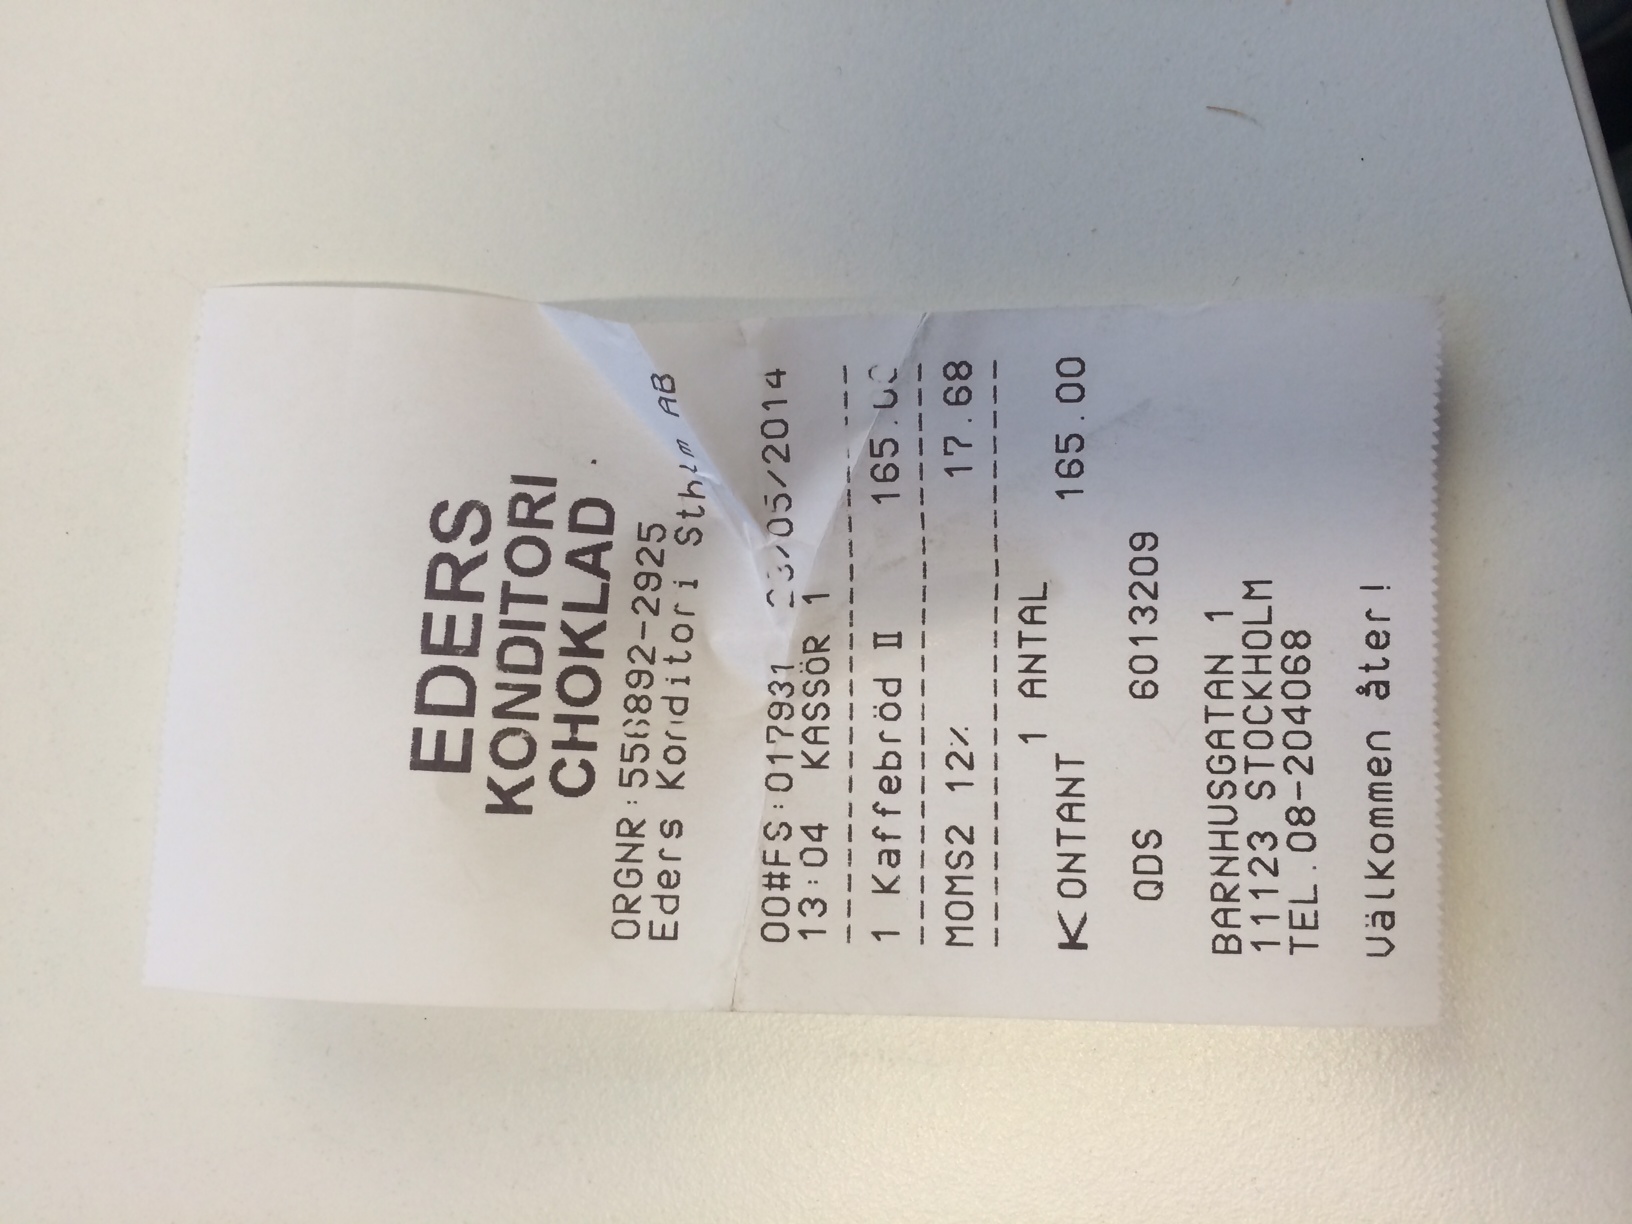 EDERS
KONDITORI
CHOKLAD
ORGNR:556892-2925
Eders Konditori Sthlm AB
00#FS:017931 23/05/2014
13:04 KASSÖR 1
1 Kaffebröd II 165.00
MOMS2 12% 17.68
1 ANTAL
KONTANT 165.00
QDS 6013209
BARNHUSGATAN 1
11123 STOCKHOLM
TEL.08-204068
Välkommen åter!